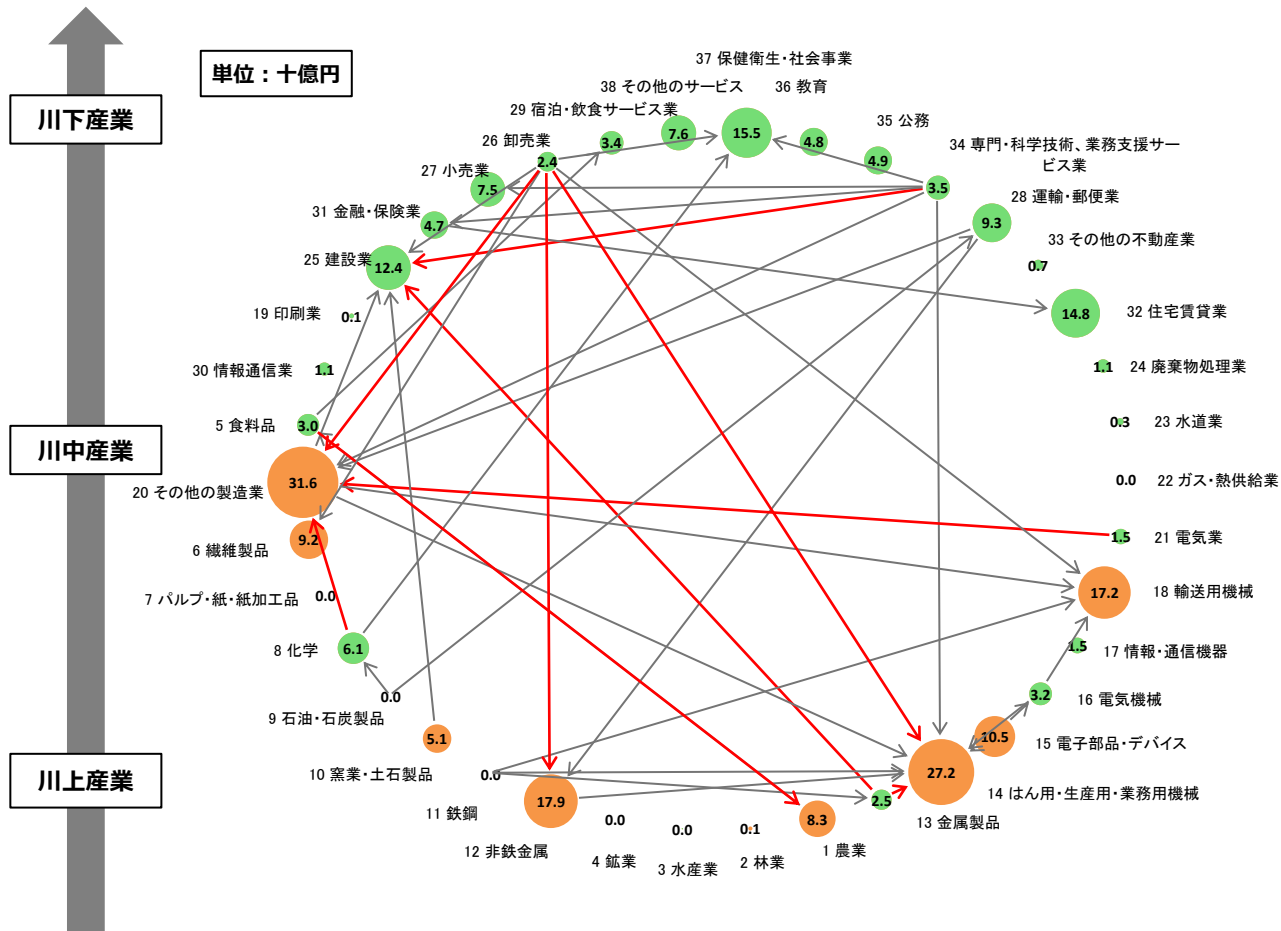 単位：十億円
川下産業
川中産業
川上産業
37 保健衛生・社会事業
38 その他のサービス
36 教育
29 宿泊・飲食サービス業
35 公務
26 卸売業
34 専門・科学技術、業務支援サー
ビス業
27 小売業
28 運輸・郵便業
31 金融・保険業
33 その他の不動産業
25 建設業
19 印刷業
32 住宅賃貸業
30 情報通信業
24 廃棄物処理業
5 食料品
23 水道業
20 その他の製造業
22 ガス・熱供給業
6 繊維製品
21 電気業
7 パルプ・紙・紙加工品
18 輸送用機械
8 化学
17 情報・通信機器
9 石油・石炭製品
16 電気機械
10 窯業・土石製品
15 電子部品・デバイス
11 鉄鋼
14 はん用・生産用・業務用機械
12 非鉄金属
13 金属製品
4 鉱業
3 水産業
2 林業
1 農業
15.5
7.6
3.4
4.8
4.9
2.4
3.5
7.5
4.7
9.3
12.4
0.7
0.1
14.8
1.1
1.1
3.0
0.3
31.6
0.0
9.2
1.5
0.0
17.2
6.1
1.5
0.0
3.2
5.1
10.5
0.0
27.2
17.9
2.5
0.0
0.0
0.1
8.3